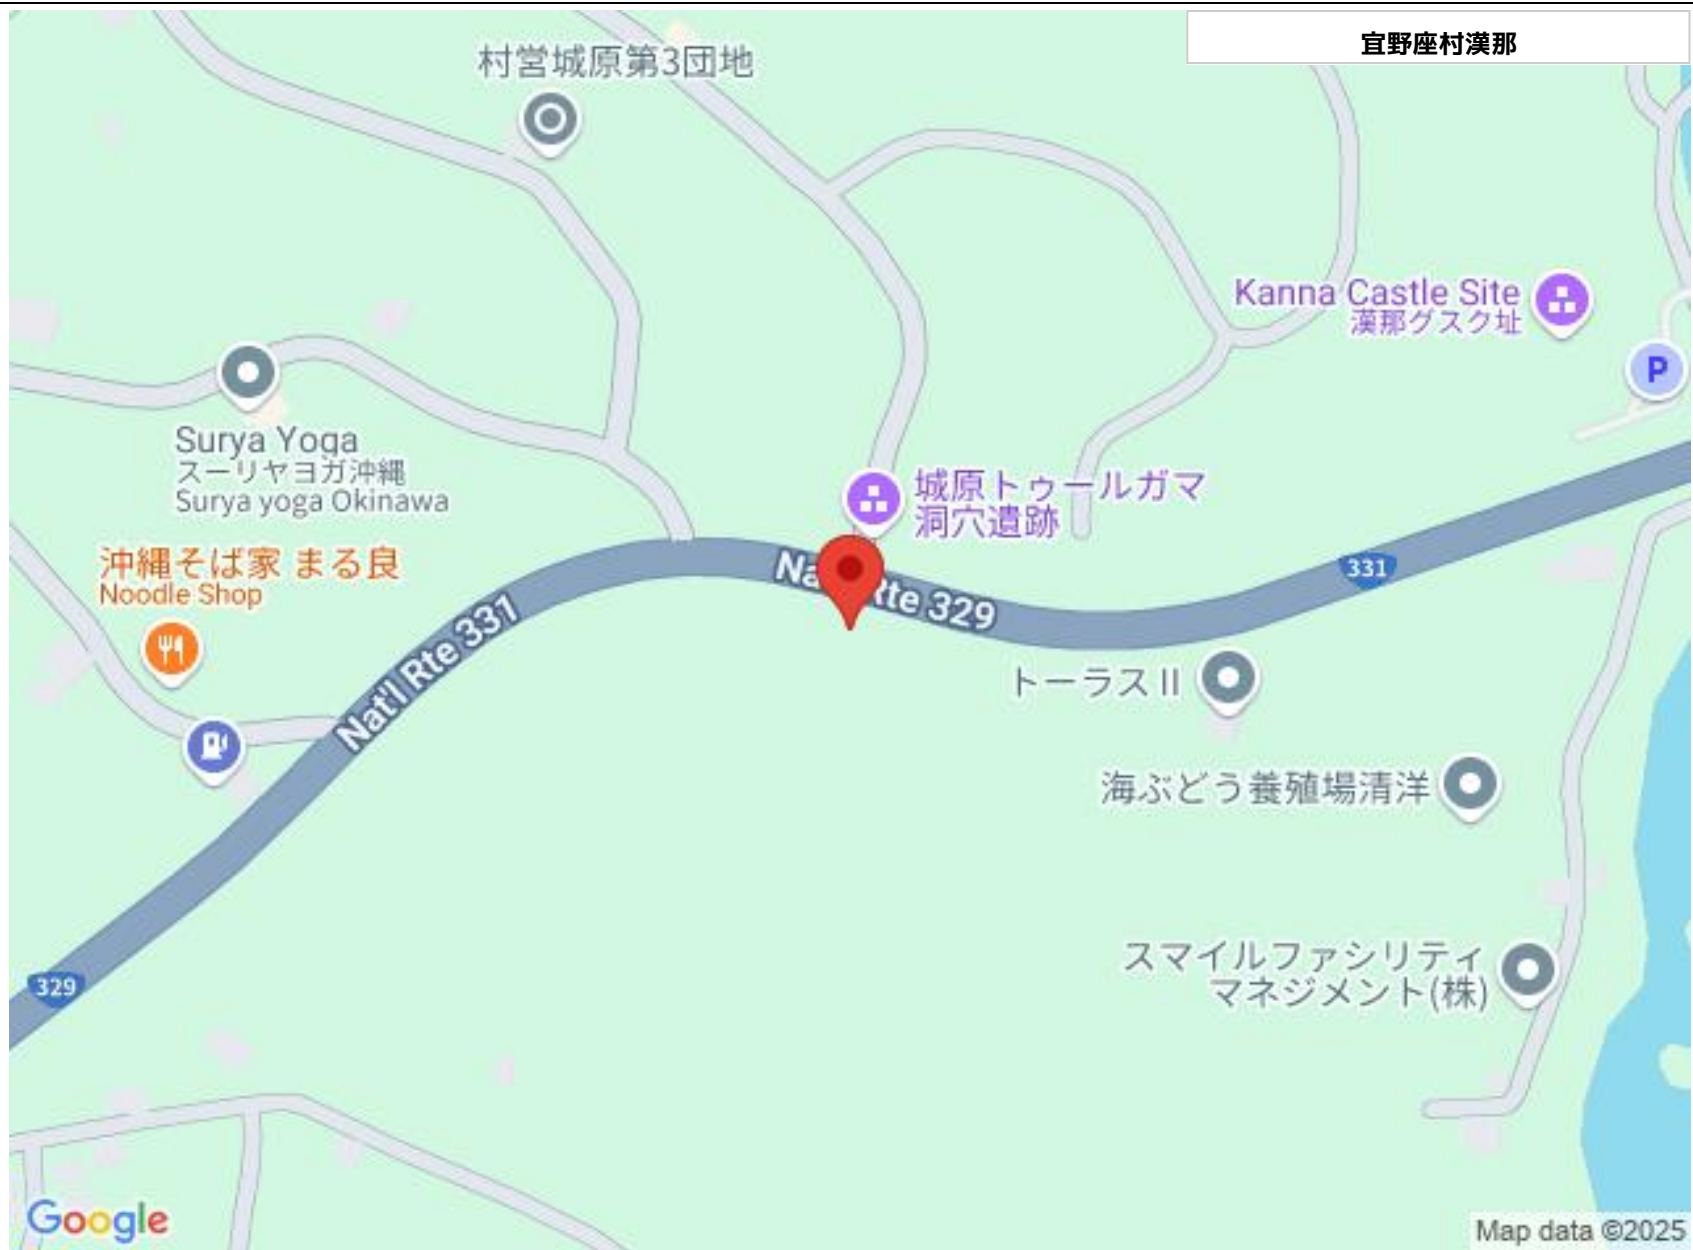 宜野座村漢那
村営城原第3団地
Kanna Castle Site
漢那グスク址
P
Surya Yoga
スーリヤヨガ沖縄
Surya yoga Okinawa
城原トゥールガマ
洞穴遺跡
沖縄そば家 まる良
Noodle Shop
331
Rte 329
Nat'l Rte 331
トーラスⅡ
海ぶどう養殖場清洋
スマイルファシリティ
マネジメント(株)
329
Google
Map data ©2025